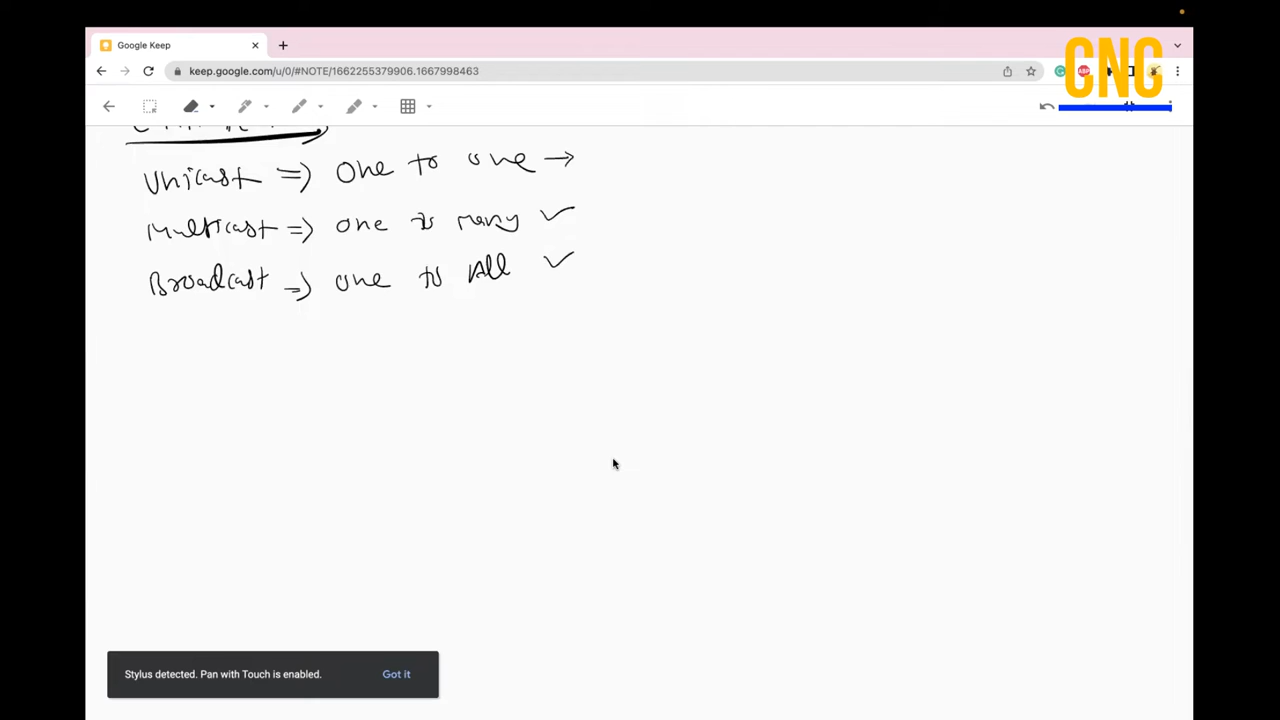 Google Keep
CNC
keep.google.com/u/0/#NOTE/1662255379906.1667998463
ABP
Unicast => One to one →
Multicast => one to many ✓
Broadcast => one to All ✓
Stylus detected. Pan with Touch is enabled. Got it